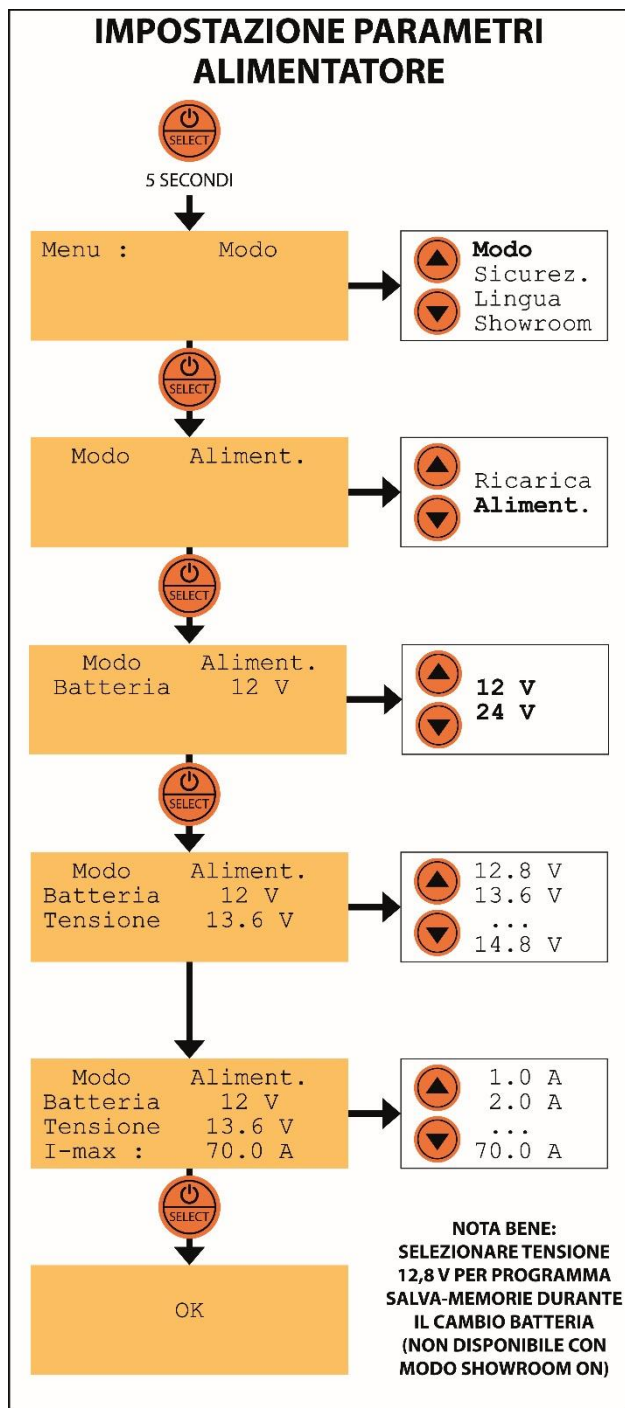 IMPOSTAZIONE PARAMETRI
ALIMENTATORE
SELECT
5 SECONDI
Menu : Modo
Modo
Sicurez.
Lingua
Showroom
SELECT
Modo Aliment.
Ricarica
Aliment.
SELECT
Modo Aliment.
Batteria 12 V
12 V
24 V
SELECT
Modo Aliment.
Batteria 12 V
Tensione 13.6 V
12.8 V
13.6 V
...
14.8 V
Modo Aliment.
Batteria 12 V
Tensione 13.6 V
I-max : 70.0 A
1.0 A
2.0 A
...
70.0 A
SELECT
OK
NOTA BENE:
SELEZIONARE TENSIONE
12,8 V PER PROGRAMMA
SALVA-MEMORIE DURANTE
IL CAMBIO BATTERIA
(NON DISPONIBILE CON
MODO SHOWROOM ON)